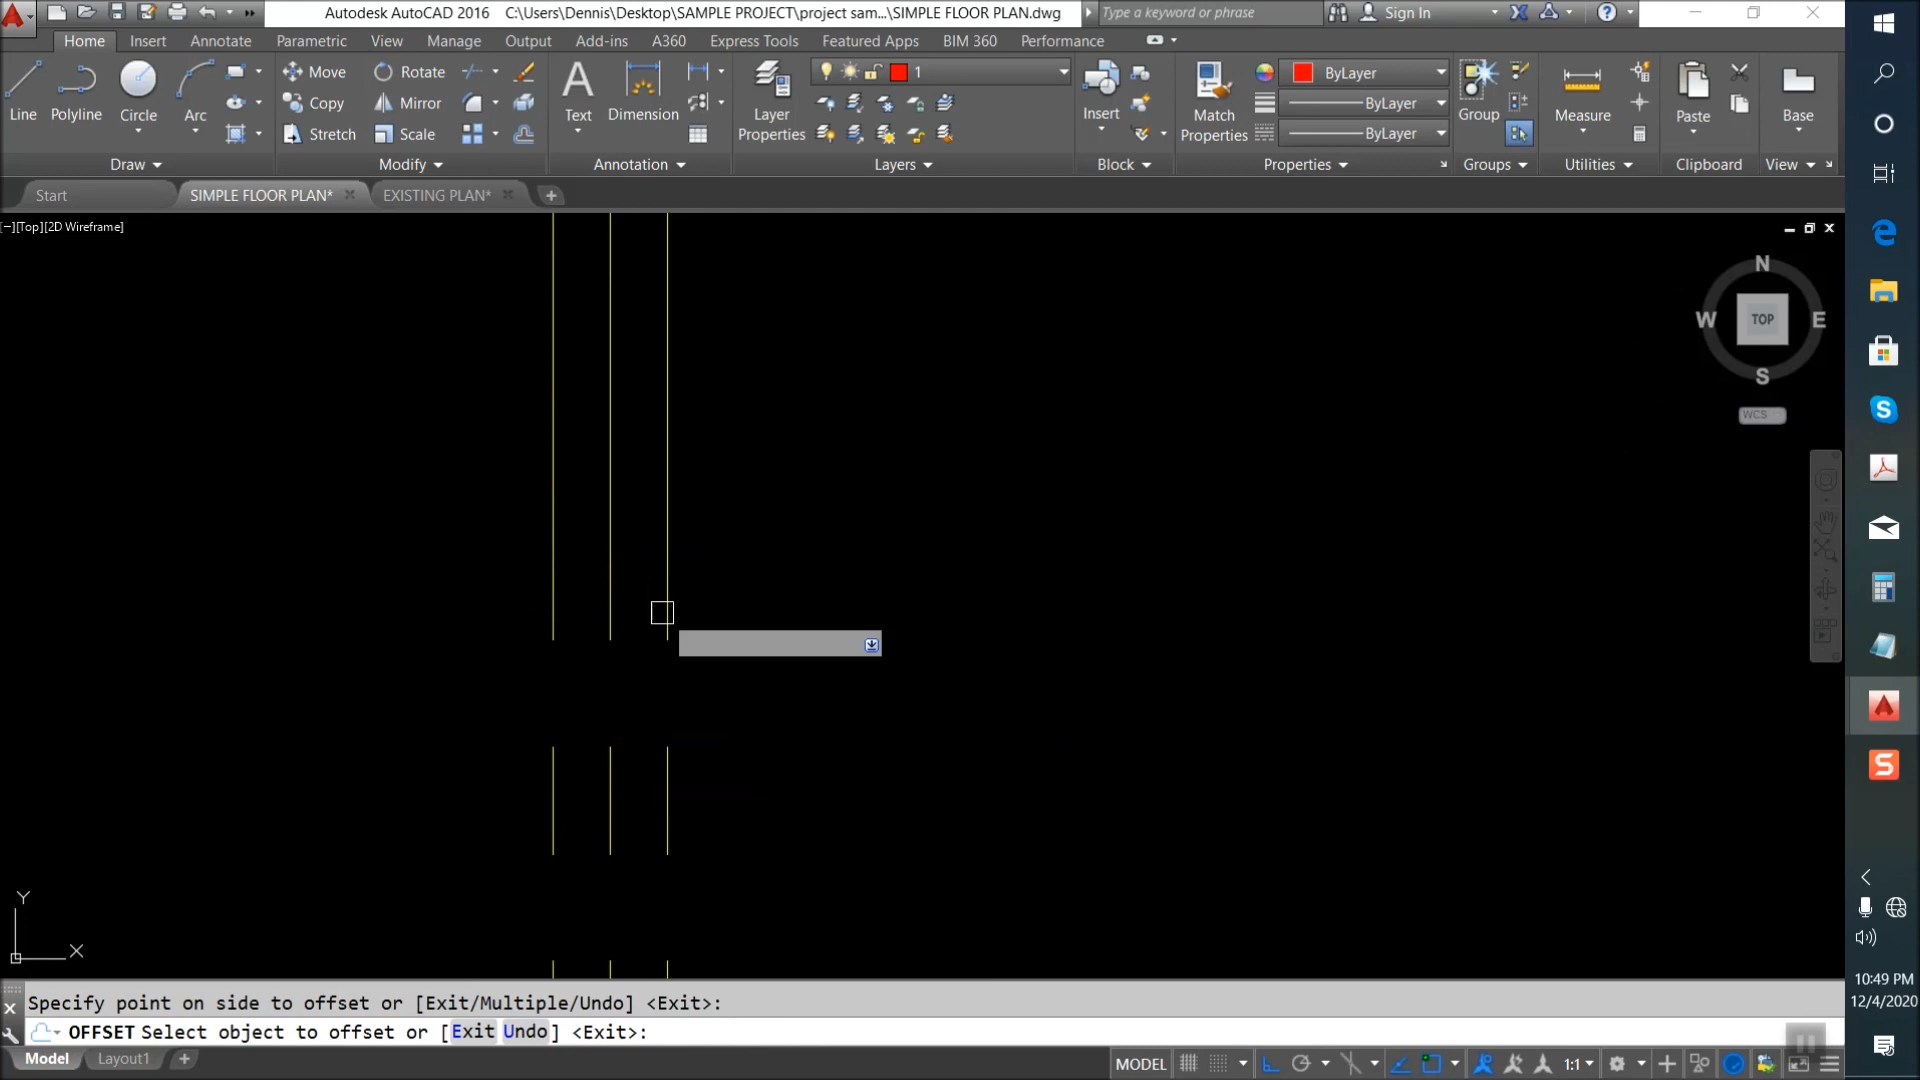 Autodesk AutoCAD 2016 C:\Users\Dennis\Desktop\SAMPLE PROJECT\project sam...\SIMPLE FLOOR PLAN.dwg Type a keyword or phrase Sign In
Home Insert Annotate Parametric View Manage Output Add-ins A360 Express Tools Featured Apps BIM 360 Performance
Line Polyline Circle Arc
Move Rotate
Copy Mirror
Stretch Scale
Text Dimension
Layer Properties
1
Insert
Match Properties
ByLayer
ByLayer
ByLayer
Group
Measure
Paste
Base
Draw Modify Annotation Layers Block Properties Groups Utilities Clipboard View
Start SIMPLE FLOOR PLAN* EXISTING PLAN*
[−][Top][2D Wireframe]
N
W TOP E
S
WCS
Y
X
Specify point on side to offset or [Exit/Multiple/Undo] <Exit>:
OFFSET Select object to offset or [Exit Undo] <Exit>:
Model Layout1
MODEL 1:1
10:49 PM
12/4/2020